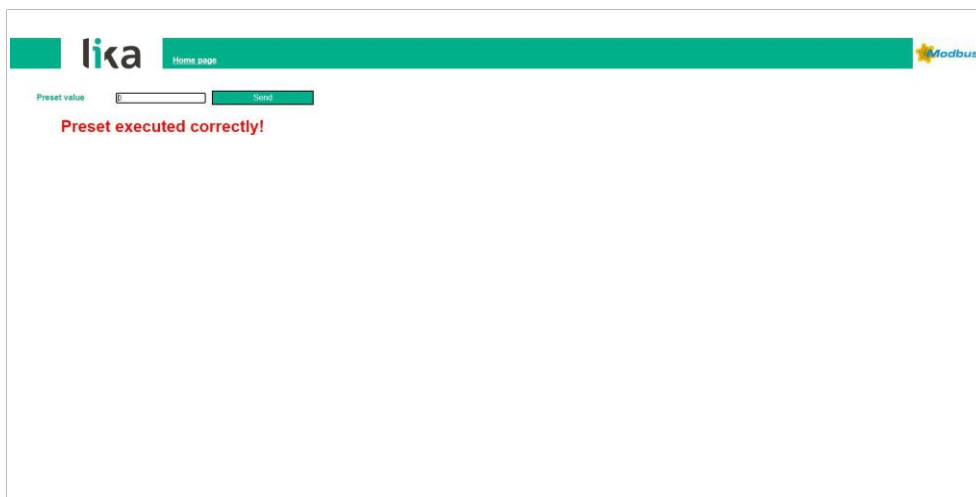 lika
Home page
Modbus
Preset value 0 Send
Preset executed correctly!